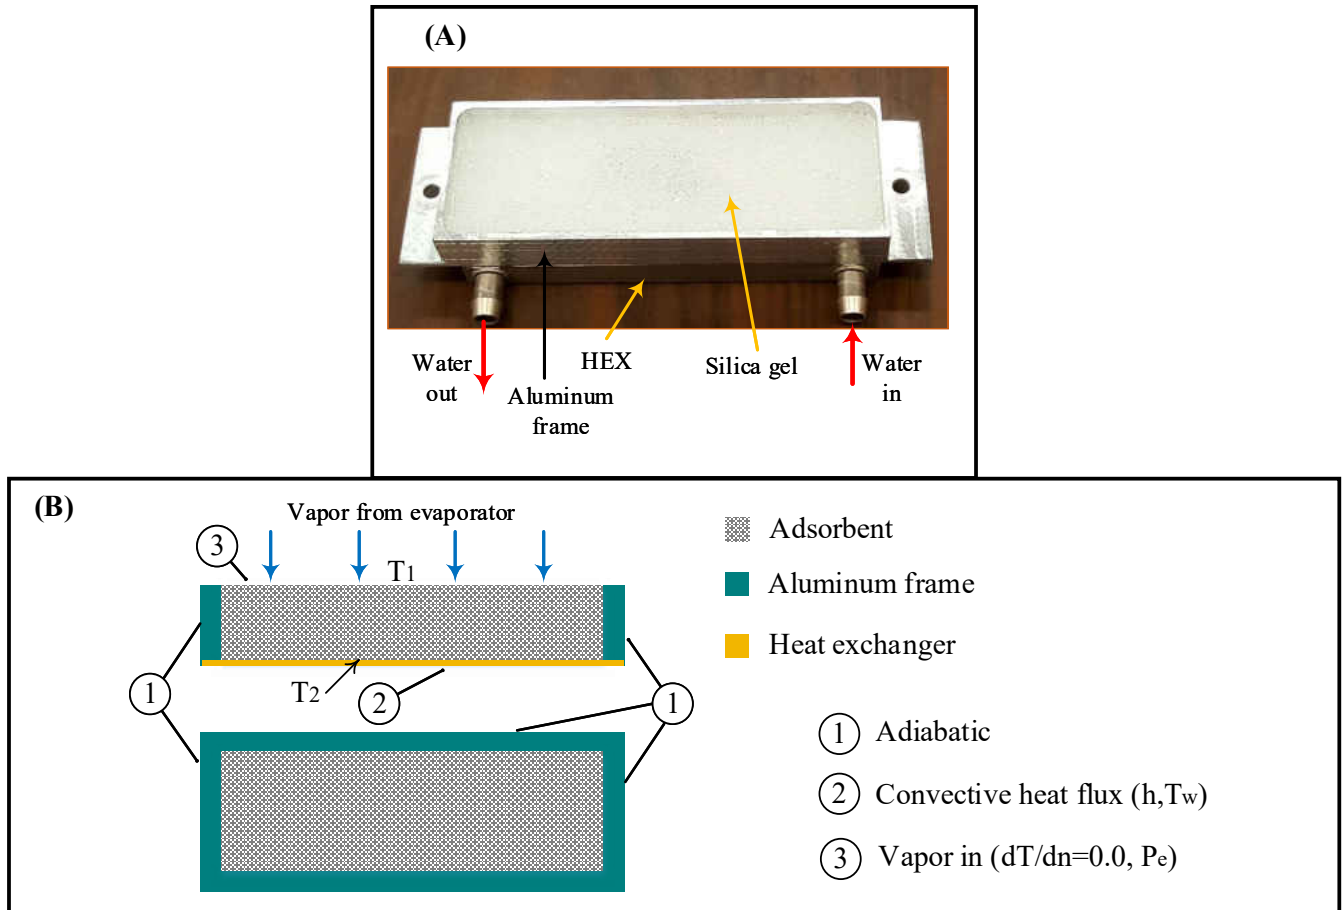 (A)
Water
out
Aluminum
frame
HEX
Silica gel
Water
in
(B)
Vapor from evaporator
3
T1
1
T2
2
1
Adsorbent
Aluminum frame
Heat exchanger
1 Adiabatic
2 Convective heat flux (h,Tw)
3 Vapor in (dT/dn=0.0, Pe)